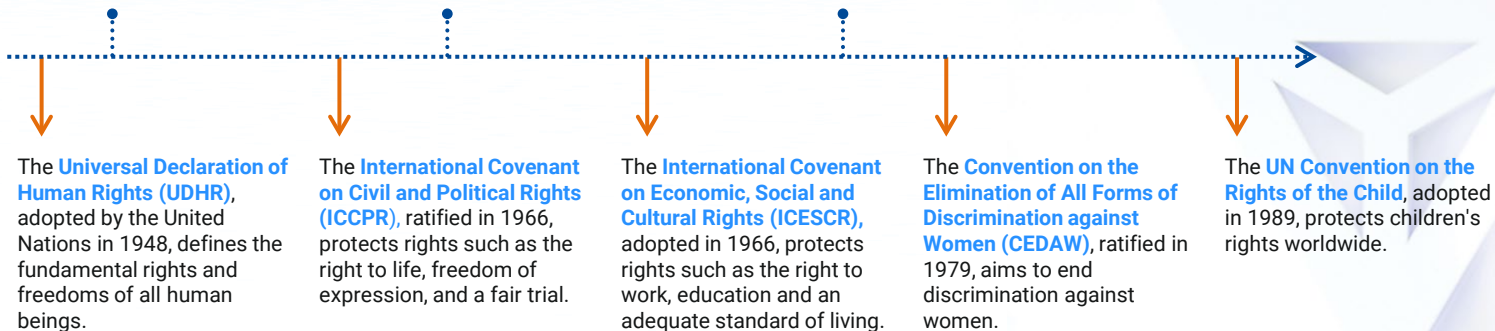 The Universal Declaration of
Human Rights (UDHR),
adopted by the United
Nations in 1948, defines the
fundamental rights and
freedoms of all human
beings.
The International Covenant
on Civil and Political Rights
(ICCPR), ratified in 1966,
protects rights such as the
right to life, freedom of
expression, and a fair trial.
The International Covenant
on Economic, Social and
Cultural Rights (ICESCR),
adopted in 1966, protects
rights such as the right to
work, education and an
adequate standard of living.
The Convention on the
Elimination of All Forms of
Discrimination against
Women (CEDAW), ratified in
1979, aims to end
discrimination against
women.
The UN Convention on the
Rights of the Child, adopted
in 1989, protects children's
rights worldwide.